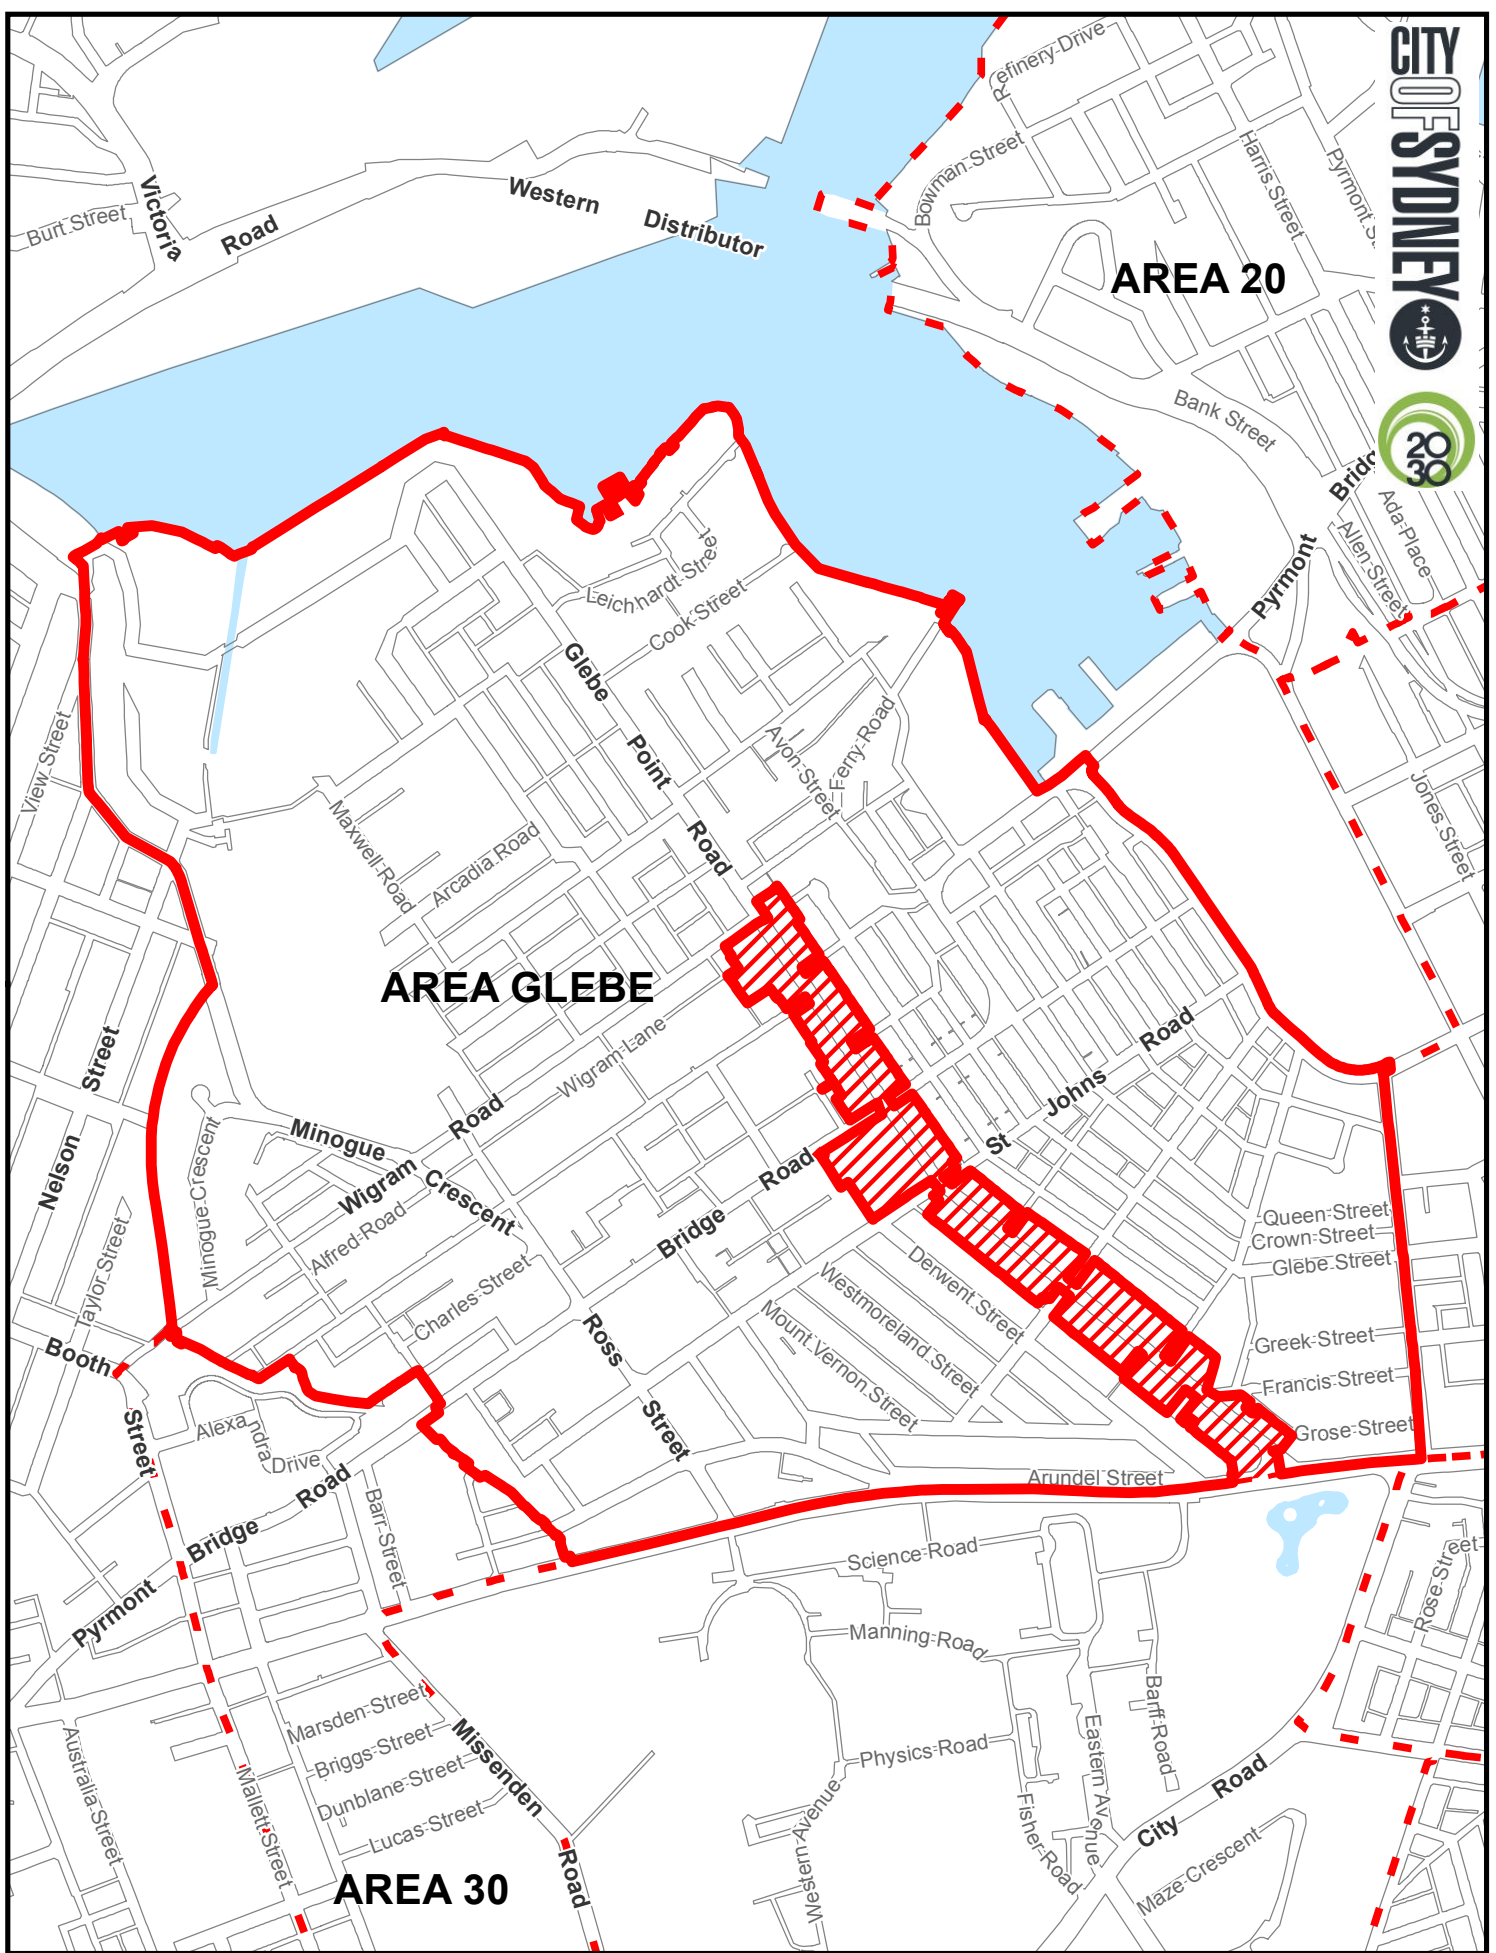 Refinery Drive
CITYOFSYDNEY
Victoria
Burt Street
Road
Western
Distributor
Bowman Street
Harris Street
Pyrmont St
AREA 20
Bank Street
2030
Bridg
Ada Place
Allen Street
Pyrmont
Leichhardt Street
Cook Street
Glebe
Point
Road
Avon Street
Ferry Road
View Street
Jones Street
Maxwell Road
Arcadia Road
AREA GLEBE
Wigram Lane
Road
Johns
St
Nelson
Street
Minogue Crescent
Minogue
Crescent
Wigram
Road
Alfred Road
Bridge
Road
Charles Street
Taylor Street
Booth
Street
Queen Street
Crown Street
Glebe Street
Derwent Street
Westmoreland Street
Mount Vernon Street
Ross
Street
Greek Street
Francis Street
Grose Street
Arundel Street
Alexandra
Drive
Pyrmont
Bridge
Road
Barr Street
Science Road
Manning Road
Rose Street
Physics Road
Western Avenue
Fisher Road
Eastern Avenue
Barff Road
City
Road
Maze Crescent
Marsden Street
Briggs Street
Dunblane Street
Lucas Street
Missenden
Road
Australia Street
Mallett Street
AREA 30